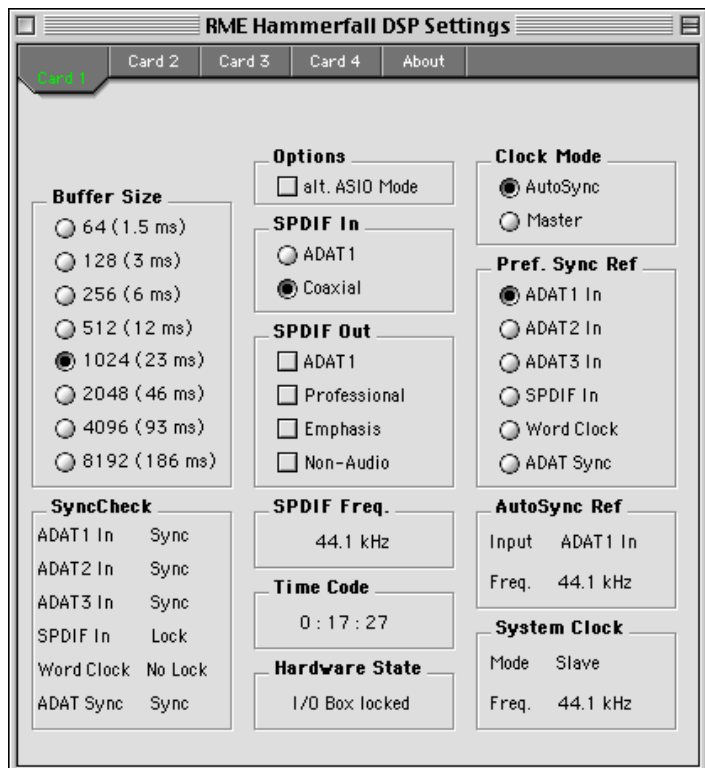 RME Hammerfall DSP Settings
Card 1 Card 2 Card 3 Card 4 About
Buffer Size
64 (1.5 ms)
128 (3 ms)
256 (6 ms)
512 (12 ms)
1024 (23 ms)
2048 (46 ms)
4096 (93 ms)
8192 (186 ms)
SyncCheck
ADAT1 In Sync
ADAT2 In Sync
ADAT3 In Sync
SPDIF In Lock
Word Clock No Lock
ADAT Sync Sync
Options
alt. ASIO Mode
SPDIF In
ADAT1
Coaxial
SPDIF Out
ADAT1
Professional
Emphasis
Non-Audio
SPDIF Freq.
44.1 kHz
Time Code
0 : 17 : 27
Hardware State
I/O Box locked
Clock Mode
AutoSync
Master
Pref. Sync Ref
ADAT1 In
ADAT2 In
ADAT3 In
SPDIF In
Word Clock
ADAT Sync
AutoSync Ref
Input ADAT1 In
Freq. 44.1 kHz
System Clock
Mode Slave
Freq. 44.1 kHz